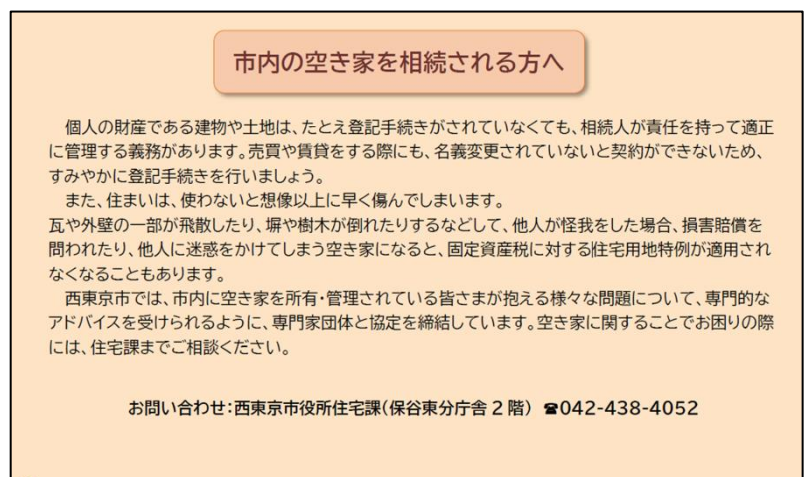 市内の空き家を相続される方へ
個人の財産である建物や土地は、たとえ登記手続きがされていなくても、相続人が責任を持って適正
に管理する義務があります。売買や賃貸をする際にも、名義変更されていないと契約ができないため、
すみやかに登記手続きを行いましょう。
また、住まいは、使わないと想像以上に早く傷んでしまいます。
瓦や外壁の一部が飛散したり、塀や樹木が倒れたりするなどして、他人が怪我をした場合、損害賠償を
問われたり、他人に迷惑をかけてしまう空き家になると、固定資産税に対する住宅用地特例が適用され
なくなることもあります。
西東京市では、市内に空き家を所有・管理されている皆さまが抱える様々な問題について、専門的な
アドバイスを受けられるように、専門家団体と協定を締結しています。空き家に関することでお困りの際
には、住宅課までご相談ください。
お問い合わせ：西東京市役所住宅課（保谷東分庁舎２階） ☎042-438-4052